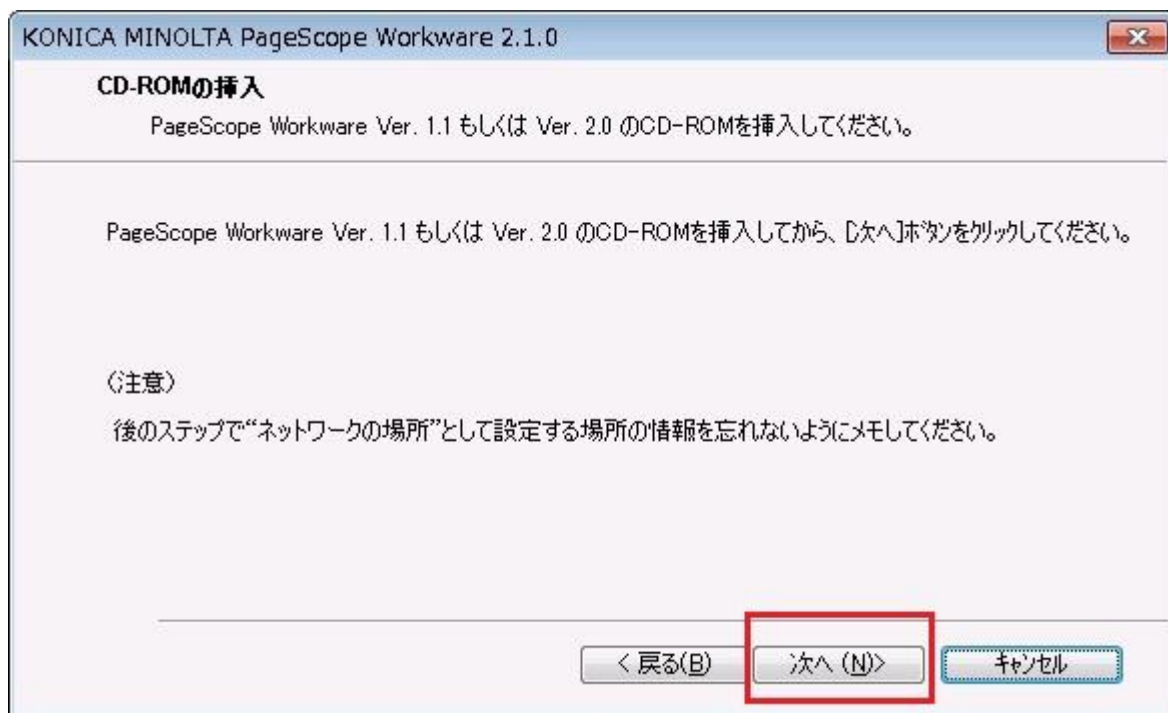 KONICA MINOLTA PageScope Workware 2.1.0
CD-ROMの挿入
PageScope Workware Ver. 1.1 もしくは Ver. 2.0 のCD-ROMを挿入してください。
PageScope Workware Ver. 1.1 もしくは Ver. 2.0 のCD-ROMを挿入してから、[次へ]ボタンをクリックしてください。
(注意)
後のステップで“ネットワークの場所”として設定する場所の情報を忘れないようにメモしてください。
< 戻る(B) 次へ (N)> キャンセル